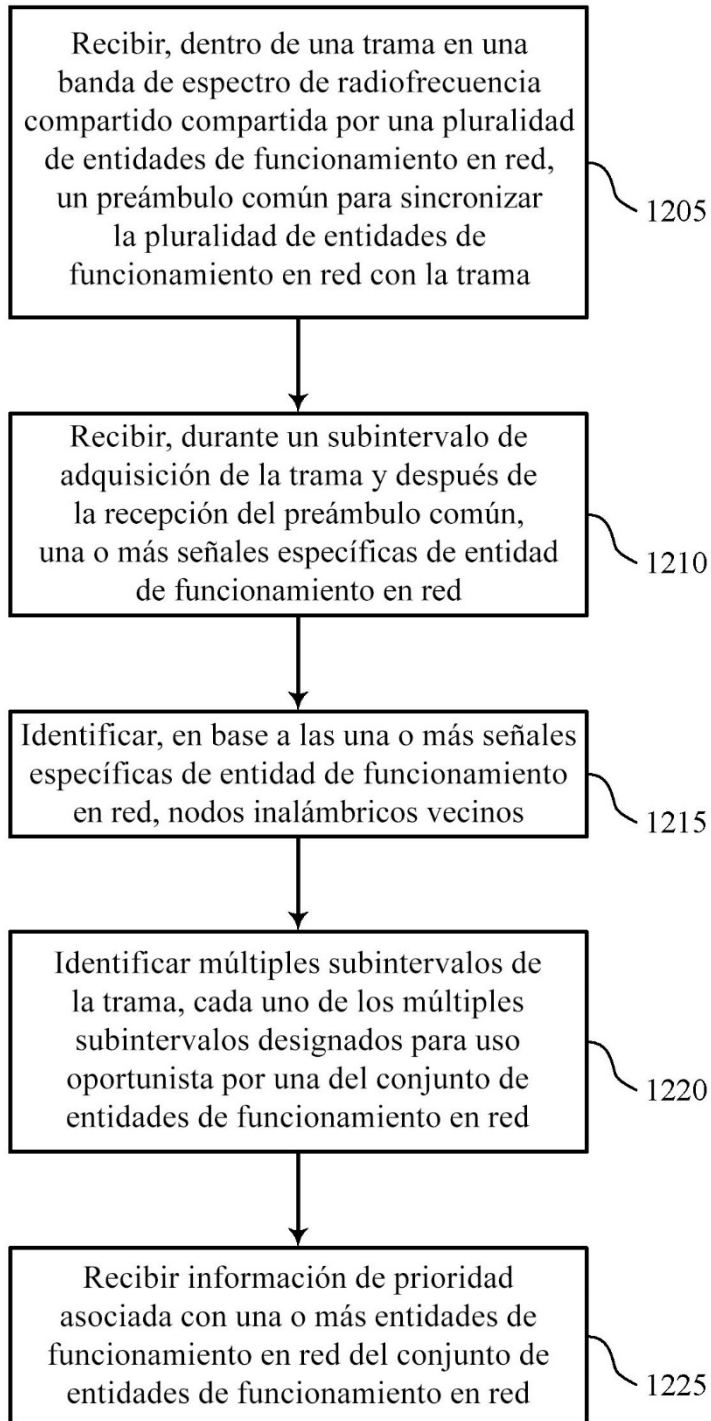 Recibir, dentro de una trama en una
banda de espectro de radiofrecuencia
compartido compartida por una pluralidad
de entidades de funcionamiento en red,
un preámbulo común para sincronizar
la pluralidad de entidades de
funcionamiento en red con la trama
1205
Recibir, durante un subintervalo de
adquisición de la trama y después de
la recepción del preámbulo común,
una o más señales específicas de entidad
de funcionamiento en red
1210
Identificar, en base a las una o más señales
específicas de entidad de funcionamiento
en red, nodos inalámbricos vecinos
1215
Identificar múltiples subintervalos de
la trama, cada uno de los múltiples
subintervalos designados para uso
oportunista por una del conjunto de
entidades de funcionamiento en red
1220
Recibir información de prioridad
asociada con una o más entidades de
funcionamiento en red del conjunto de
entidades de funcionamiento en red
1225